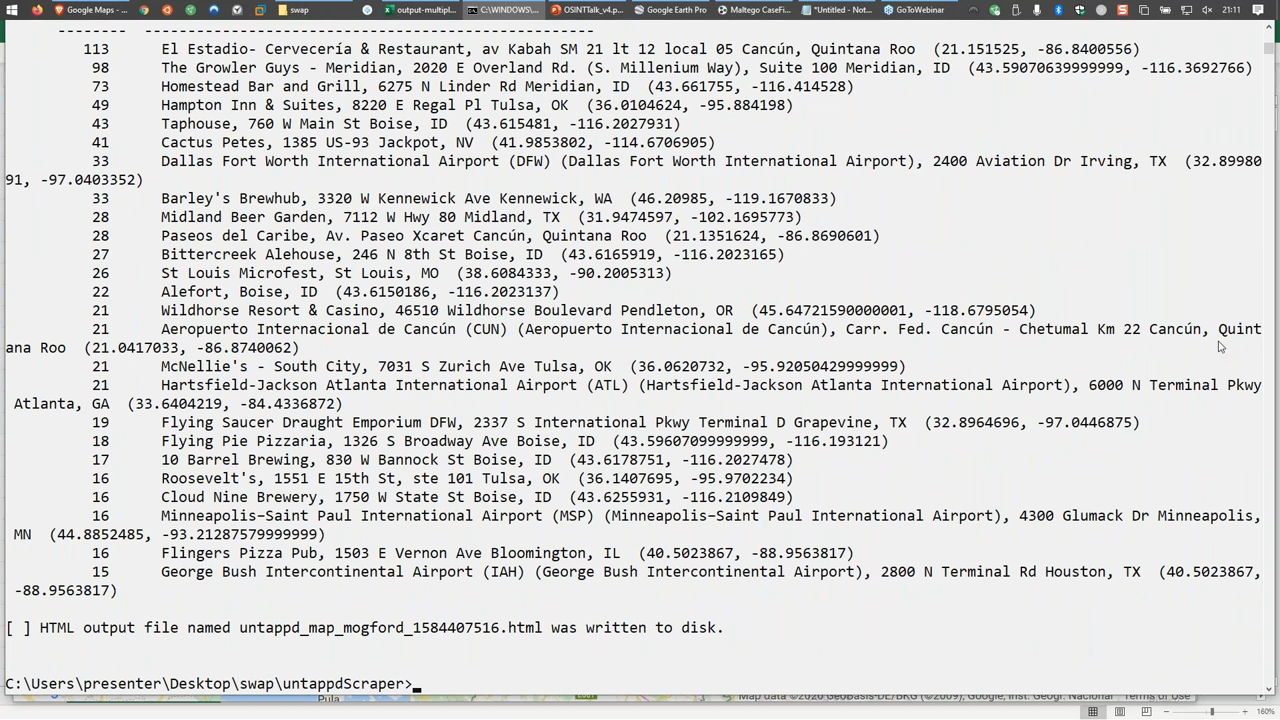 Google Maps - ...
swap
output-multipl...
C:\WINDOWS\...
OSINTTalk_v4.p...
Google Earth Pro
Maltego CaseFi...
*Untitled - Not...
GoToWebinar
21:11
-------- ------------------------------------------------
113 El Estadio- Cervecería & Restaurant, av Kabah SM 21 lt 12 local 05 Cancún, Quintana Roo (21.151525, -86.8400556)
98 The Growler Guys - Meridian, 2020 E Overland Rd. (S. Millenium Way), Suite 100 Meridian, ID (43.59070639999999, -116.3692766)
73 Homestead Bar and Grill, 6275 N Linder Rd Meridian, ID (43.661755, -116.414528)
49 Hampton Inn & Suites, 8220 E Regal Pl Tulsa, OK (36.0104624, -95.884198)
43 Taphouse, 760 W Main St Boise, ID (43.615481, -116.2027931)
41 Cactus Petes, 1385 US-93 Jackpot, NV (41.9853802, -114.6706905)
33 Dallas Fort Worth International Airport (DFW) (Dallas Fort Worth International Airport), 2400 Aviation Dr Irving, TX (32.89980
91, -97.0403352)
33 Barley's Brewhub, 3320 W Kennewick Ave Kennewick, WA (46.20985, -119.1670833)
28 Midland Beer Garden, 7112 W Hwy 80 Midland, TX (31.9474597, -102.1695773)
28 Paseos del Caribe, Av. Paseo Xcaret Cancún, Quintana Roo (21.1351624, -86.8690601)
27 Bittercreek Alehouse, 246 N 8th St Boise, ID (43.6165919, -116.2023165)
26 St Louis Microfest, St Louis, MO (38.6084333, -90.2005313)
22 Alefort, Boise, ID (43.6150186, -116.2023137)
21 Wildhorse Resort & Casino, 46510 Wildhorse Boulevard Pendleton, OR (45.64721590000001, -118.6795054)
21 Aeropuerto Internacional de Cancún (CUN) (Aeropuerto Internacional de Cancún), Carr. Fed. Cancún - Chetumal Km 22 Cancún, Quint
ana Roo (21.0417033, -86.8740062)
21 McNellie's - South City, 7031 S Zurich Ave Tulsa, OK (36.0620732, -95.92050429999999)
21 Hartsfield-Jackson Atlanta International Airport (ATL) (Hartsfield-Jackson Atlanta International Airport), 6000 N Terminal Pkwy
Atlanta, GA (33.6404219, -84.4336872)
19 Flying Saucer Draught Emporium DFW, 2337 S International Pkwy Terminal D Grapevine, TX (32.8964696, -97.0446875)
18 Flying Pie Pizzaria, 1326 S Broadway Ave Boise, ID (43.59607099999999, -116.193121)
17 10 Barrel Brewing, 830 W Bannock St Boise, ID (43.6178751, -116.2027478)
16 Roosevelt's, 1551 E 15th St, ste 101 Tulsa, OK (36.1407695, -95.9702234)
16 Cloud Nine Brewery, 1750 W State St Boise, ID (43.6255931, -116.2109849)
16 Minneapolis–Saint Paul International Airport (MSP) (Minneapolis–Saint Paul International Airport), 4300 Glumack Dr Minneapolis,
MN (44.8852485, -93.21287579999999)
16 Flingers Pizza Pub, 1503 E Vernon Ave Bloomington, IL (40.5023867, -88.9563817)
15 George Bush Intercontinental Airport (IAH) (George Bush Intercontinental Airport), 2800 N Terminal Rd Houston, TX (40.5023867,
-88.9563817)
[ ] HTML output file named untappd_map_mogford_1584407516.html was written to disk.
C:\Users\presenter\Desktop\swap\untappdScraper>
Map data ©2020 GeoBasis-DE/BKG (©2009), Google, Inst. Geogr. Nacional Terms of Use
160%